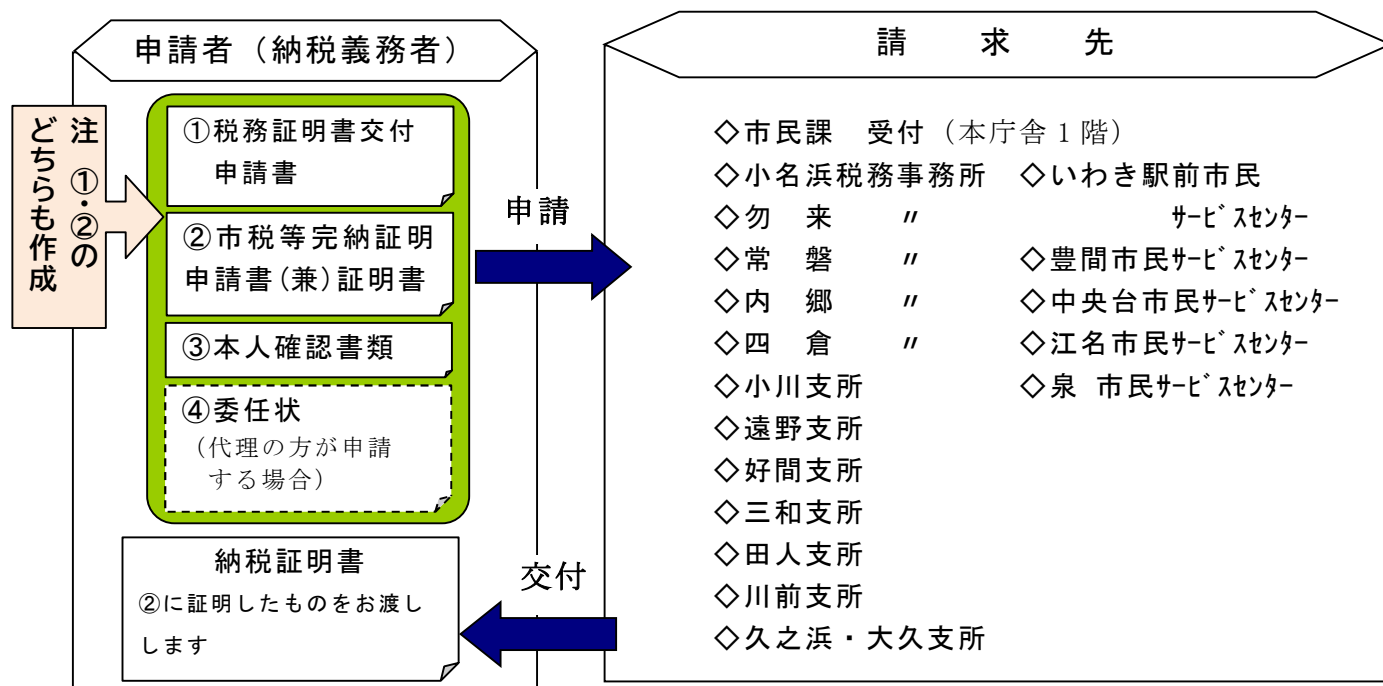 申請者（納税義務者）
注 ①・②の
どちらも作成
①税務証明書交付
申請書
②市税等完納証明
申請書(兼)証明書
③本人確認書類
④委任状
（代理の方が申請
する場合）
納税証明書
②に証明したものをお渡し
します
申請
交付
請　求　先
◇市民課　受付（本庁舎１階）
◇小名浜税務事務所
◇勿　来　　〃
◇常　磐　　〃
◇内　郷　　〃
◇四　倉　　〃
◇小川支所
◇遠野支所
◇好間支所
◇三和支所
◇田人支所
◇川前支所
◇久之浜・大久支所
◇いわき駅前市民
ｻｰﾋﾞｽｾﾝﾀｰ
◇豊間市民ｻｰﾋﾞｽｾﾝﾀｰ
◇中央台市民ｻｰﾋﾞｽｾﾝﾀｰ
◇江名市民ｻｰﾋﾞｽｾﾝﾀｰ
◇泉 市民ｻｰﾋﾞｽｾﾝﾀｰ